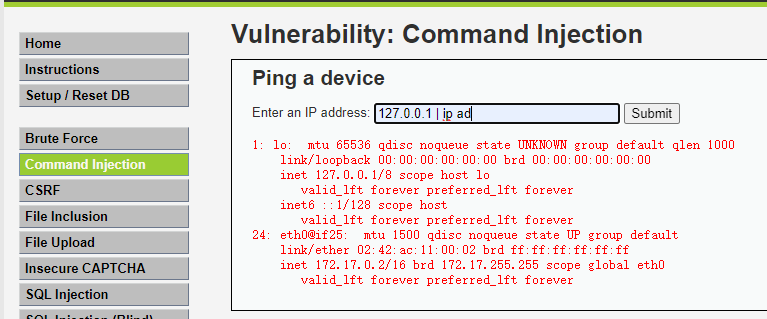 Vulnerability: Command Injection
Home
Instructions
Setup / Reset DB
Brute Force
Command Injection
CSRF
File Inclusion
File Upload
Insecure CAPTCHA
SQL Injection
SQL Injection (Blind)
Ping a device
Enter an IP address: 127.0.0.1 | ip ad Submit
1: lo:  mtu 65536 qdisc noqueue state UNKNOWN group default qlen 1000
    link/loopback 00:00:00:00:00:00 brd 00:00:00:00:00:00
    inet 127.0.0.1/8 scope host lo
       valid_lft forever preferred_lft forever
    inet6 ::1/128 scope host
       valid_lft forever preferred_lft forever
24: eth0@if25:  mtu 1500 qdisc noqueue state UP group default
    link/ether 02:42:ac:11:00:02 brd ff:ff:ff:ff:ff:ff
    inet 172.17.0.2/16 brd 172.17.255.255 scope global eth0
       valid_lft forever preferred_lft forever